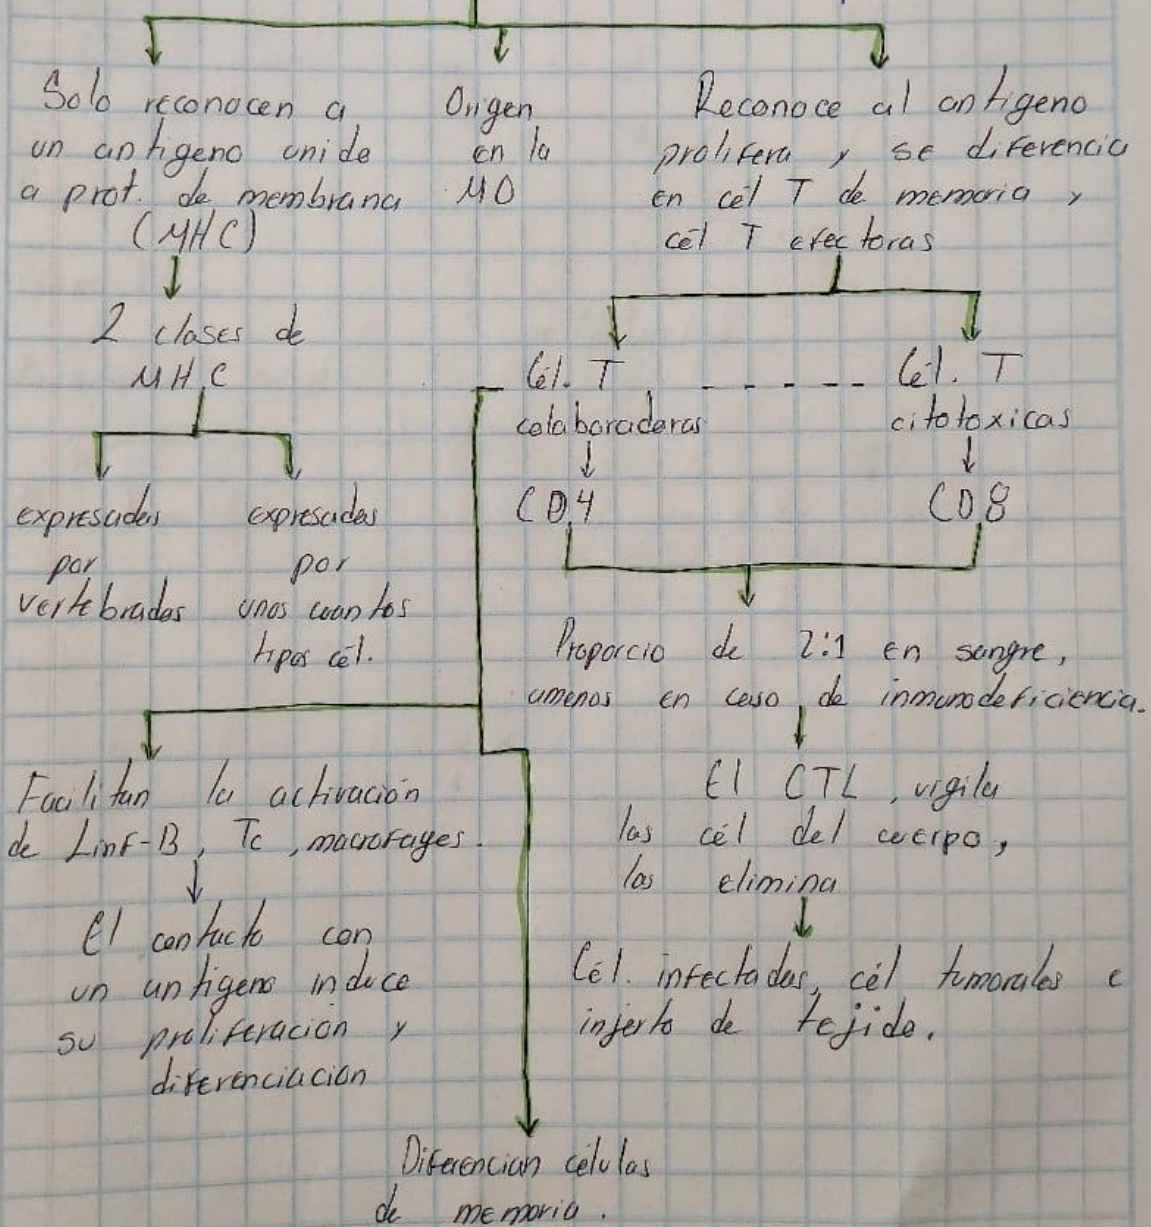 Solo reconocen a
un antigeno unido
a prot. de membrana
(MHC)
2 clases de
MHC
expresadas
por
vertebrados
expresadas
por
unos cuantos
tipos cél.
Origen
en la
MO
Reconoce al antigeno
prolifera y se diferencia
en cél T de memoria y
cél T efectoras
Cél. T
colaboradoras
CD4
Cél. T
citotoxicas
CD8
Proporcio de 2:1 en sangre,
amenos en caso de inmunodeficiencia.
El CTL, vigila
las cél del cuerpo,
las elimina
Cél. infectadas, cél tumorales e
injerto de tejido.
Facilitan la activación
de Linf-B, Tc, macrofages.
El contacto con
un antigeno induce
su proliferación y
diferenciación
Diferencian células
de memoria.